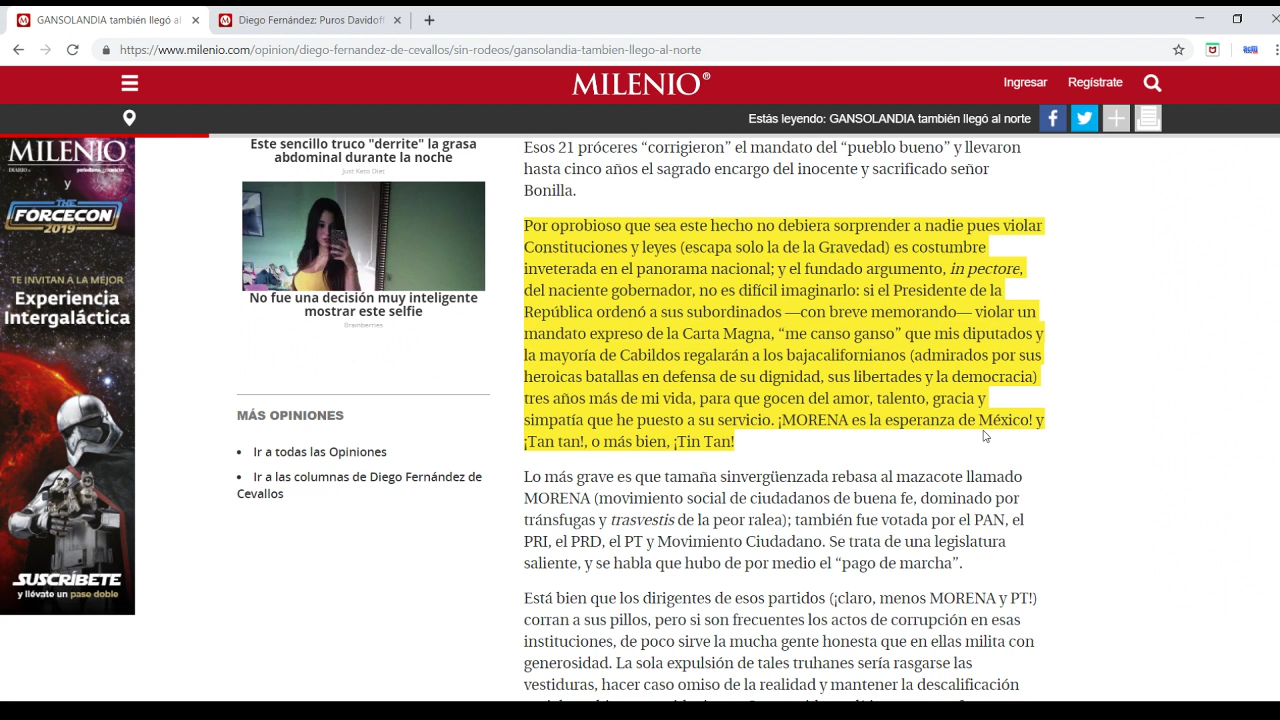 GANSOLANDIA también llegó al
Diego Fernández: Puros Davidoff
https://www.milenio.com/opinion/diego-fernandez-de-cevallos/sin-rodeos/gansolandia-tambien-llego-al-norte
MILENIO®
Ingresar
Regístrate
Estás leyendo: GANSOLANDIA también llegó al norte
MILENIO
DIARIO
y
THE
FORCECON
2019
TE INVITAN A LA MEJOR
Experiencia
Intergaláctica
SUSCRÍBETE
y llévate un pase doble
Este sencillo truco "derrite" la grasa
abdominal durante la noche
Just Keto Diet
No fue una decisión muy inteligente
mostrar este selfie
Brainberries
MÁS OPINIONES
Ir a todas las Opiniones
Ir a las columnas de Diego Fernández de
Cevallos
Esos 21 próceres “corrigieron” el mandato del “pueblo bueno” y llevaron
hasta cinco años el sagrado encargo del inocente y sacrificado señor
Bonilla.
Por oprobioso que sea este hecho no debiera sorprender a nadie pues violar
Constituciones y leyes (escapa solo la de la Gravedad) es costumbre
inveterada en el panorama nacional; y el fundado argumento, in pectore,
del naciente gobernador, no es difícil imaginarlo: si el Presidente de la
República ordenó a sus subordinados —con breve memorando— violar un
mandato expreso de la Carta Magna, “me canso ganso” que mis diputados y
la mayoría de Cabildos regalarán a los bajacalifornianos (admirados por sus
heroicas batallas en defensa de su dignidad, sus libertades y la democracia)
tres años más de mi vida, para que gocen del amor, talento, gracia y
simpatía que he puesto a su servicio. ¡MORENA es la esperanza de México! y
¡Tan tan!, o más bien, ¡Tin Tan!
Lo más grave es que tamaña sinvergüenzada rebasa al mazacote llamado
MORENA (movimiento social de ciudadanos de buena fe, dominado por
tránsfugas y trasvestis de la peor ralea); también fue votada por el PAN, el
PRI, el PRD, el PT y Movimiento Ciudadano. Se trata de una legislatura
saliente, y se habla que hubo de por medio el “pago de marcha”.
Está bien que los dirigentes de esos partidos (¡claro, menos MORENA y PT!)
corran a sus pillos, pero si son frecuentes los actos de corrupción en esas
instituciones, de poco sirve la mucha gente honesta que en ellas milita con
generosidad. La sola expulsión de tales truhanes sería rasgarse las
vestiduras, hacer caso omiso de la realidad y mantener la descalificación